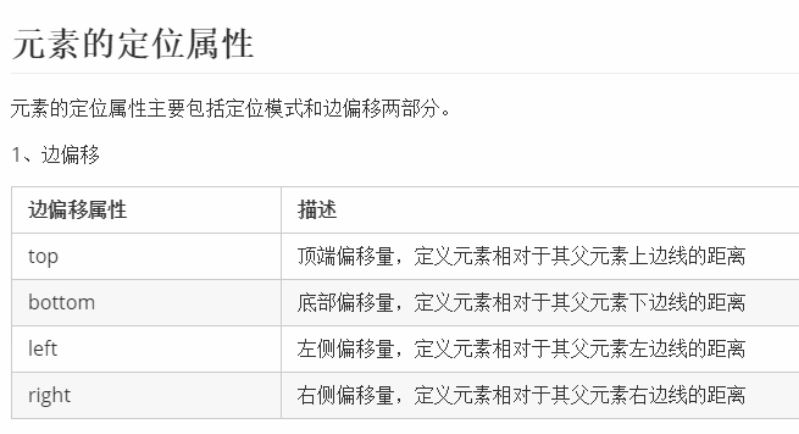 元素的定位属性
元素的定位属性主要包括定位模式和边偏移两部分。
1、边偏移
边偏移属性 描述
top 顶端偏移量，定义元素相对于其父元素上边线的距离
bottom 底部偏移量，定义元素相对于其父元素下边线的距离
left 左侧偏移量，定义元素相对于其父元素左边线的距离
right 右侧偏移量，定义元素相对于其父元素右边线的距离